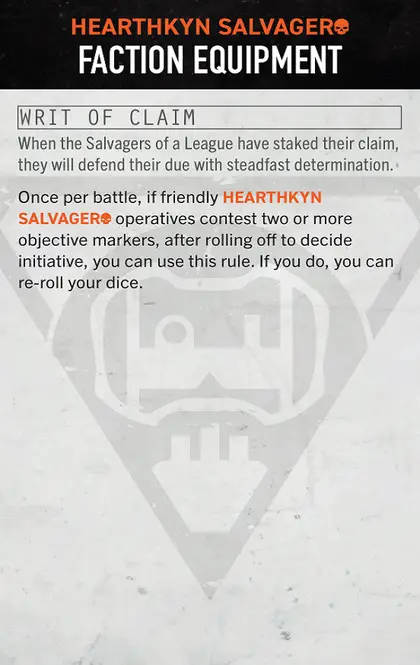 HEARTHKYN SALVAGER
FACTION EQUIPMENT
WRIT OF CLAIM
When the Salvagers of a League have staked their claim,
they will defend their due with steadfast determination.
Once per battle, if friendly HEARTHKYN
SALVAGER operatives contest two or more
objective markers, after rolling off to decide
initiative, you can use this rule. If you do, you can
re-roll your dice.